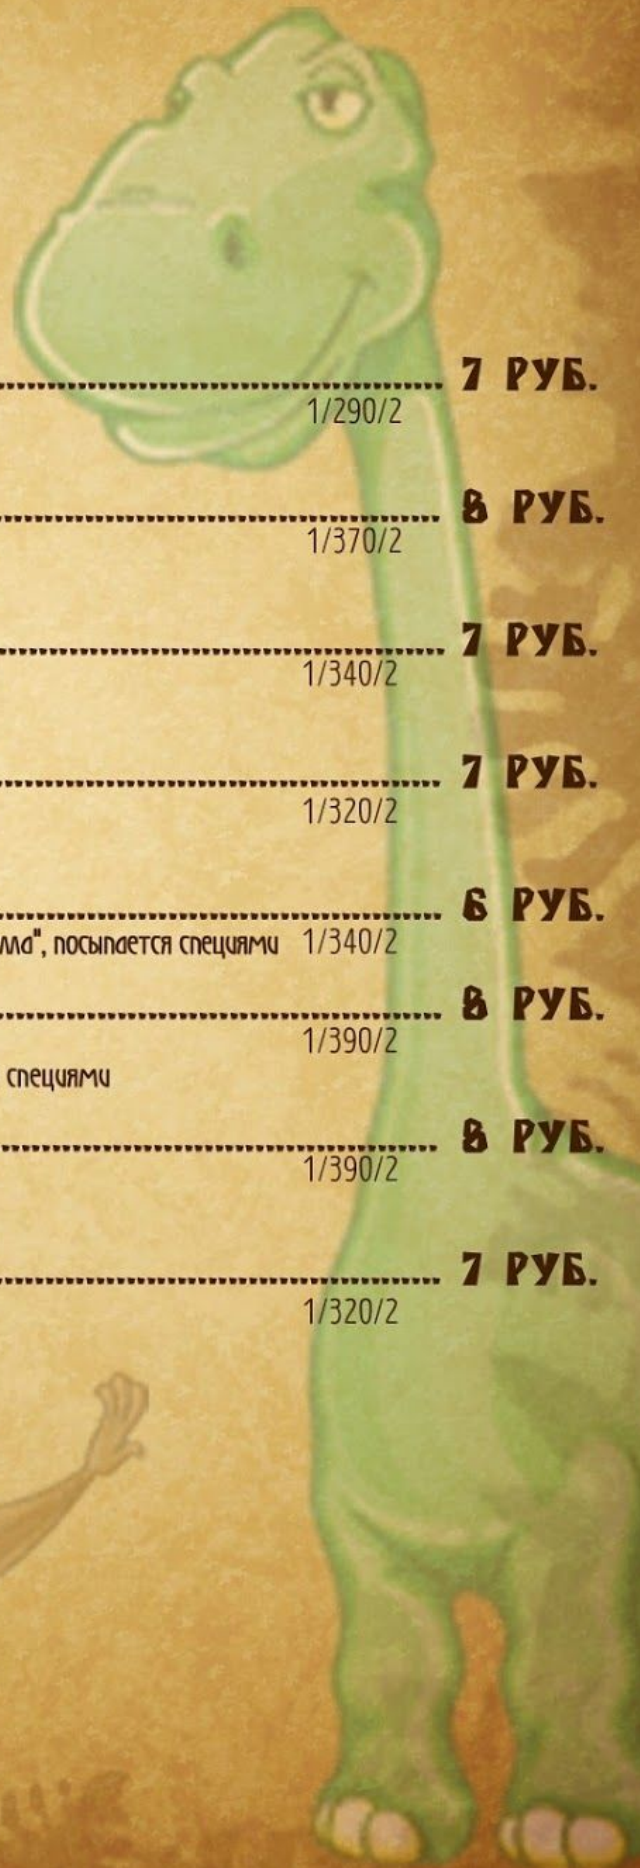 7 РУБ.
1/290/2
8 РУБ.
1/370/2
7 РУБ.
1/340/2
7 РУБ.
1/320/2
6 РУБ.
лла", посыпается специями 1/340/2
8 РУБ.
1/390/2
специями
8 РУБ.
1/390/2
7 РУБ.
1/320/2